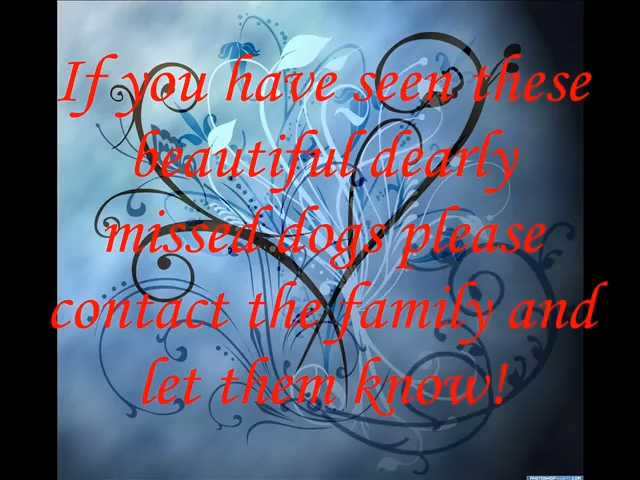 If you have seen these
beautiful dearly
missed dogs please
contact the family and
let them know!